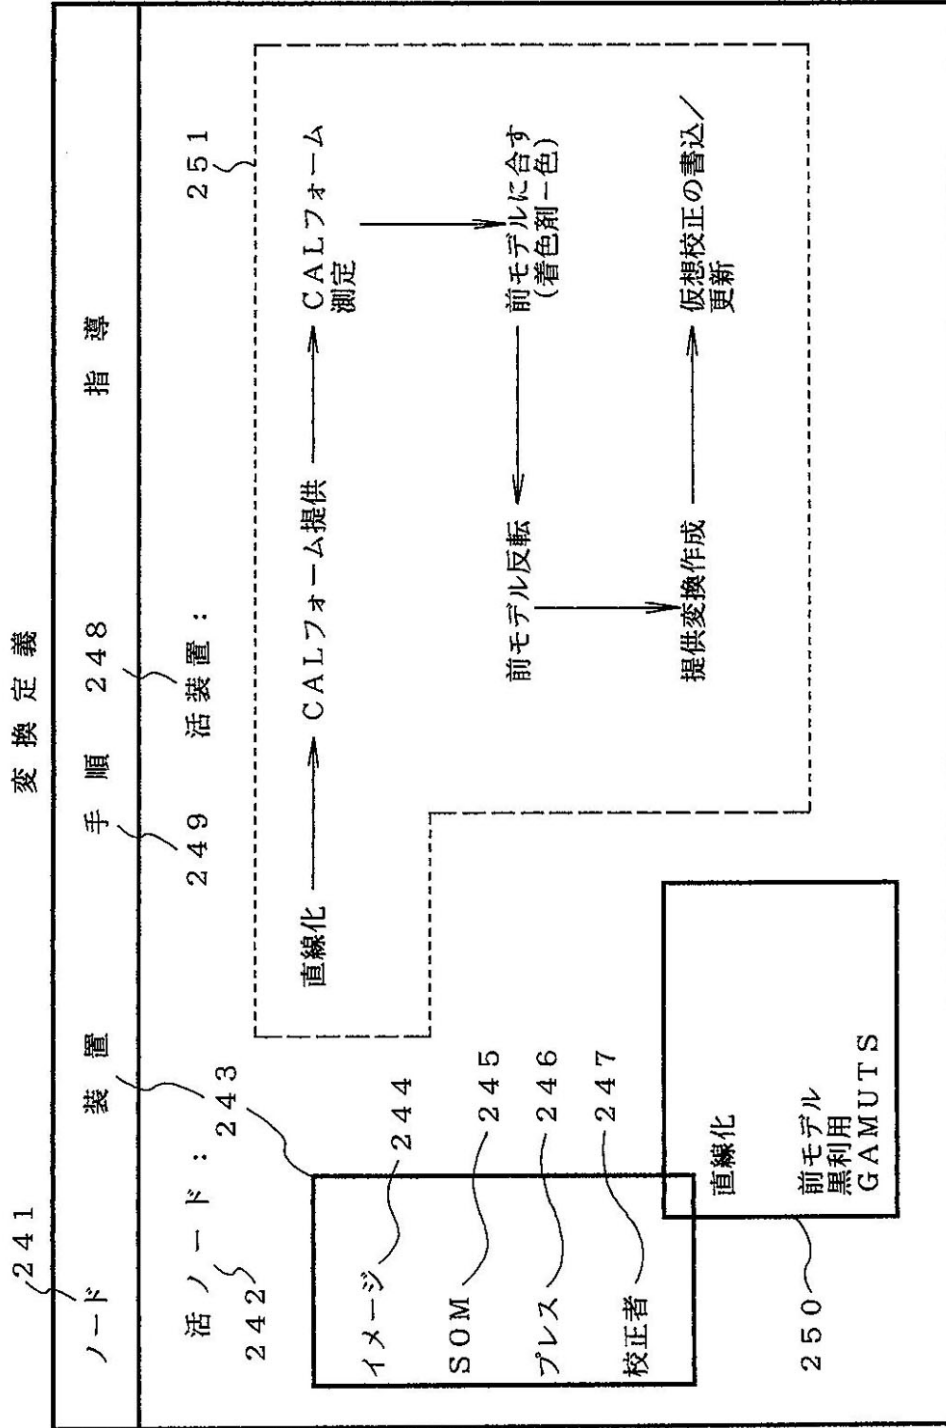 変換定義
241
ノード 装置 手順 指導
活ノード： 243 249 248 251
242 活装置：
イメージ 244
SOM 245
プレス 246
校正者 247
250
直線化
前モデル
黒利用
GAMUTS
直線化
CALフォーム提供
CALフォーム
測定
前モデルに合す
(着色剤－色)
前モデル反転
提供変換作成
仮想校正の書込／
更新